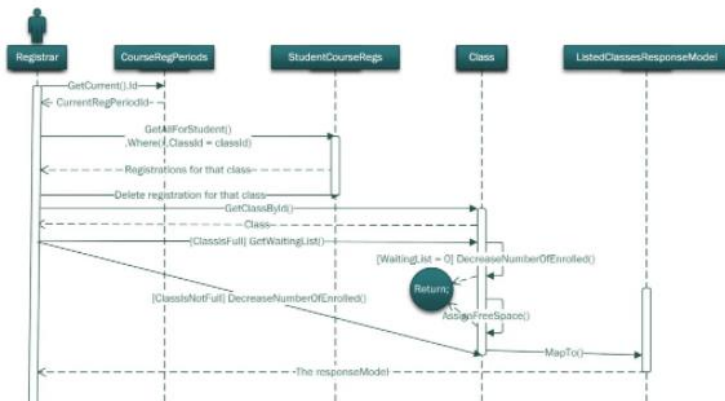 Registrar
CourseRegPeriods
StudentCourseRegs
Class
ListedClassesResponseModel
GetCurrent().Id
CurrentRegPeriodId
GetAllForStudent()
.Where(r.ClassId = classId)
Registrations for that class
Delete registration for that class
GetClassById()
Class
[ClassIsFull] GetWaitingList()
[WaitingList = 0] DecreaseNumberOfEnrolled()
Return;
[ClassIsNotFull] DecreaseNumberOfEnrolled()
AssignFreeSpace()
MapTo()
The responseModel